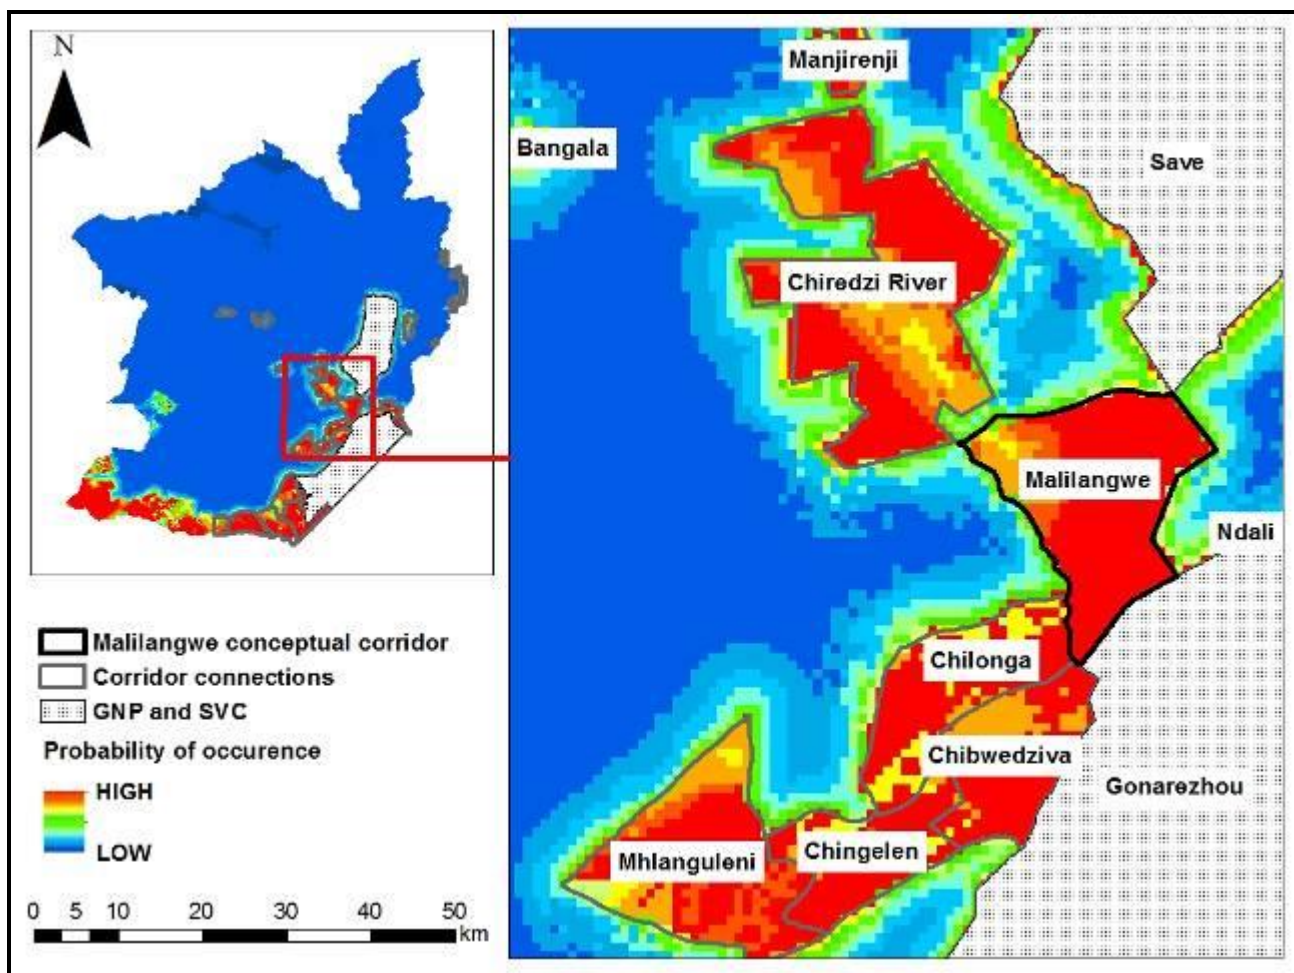 N
Manjirenji
Bangala
Save
Chiredzi River
Malilangwe
Ndali
Chilonga
Chibwedziva
Gonarezhou
Mhlanguleni
Chingelen
Malilangwe conceptual corridor
Corridor connections
GNP and SVC
Probability of occurence
HIGH
LOW
0 5 10 20 30 40 50
km